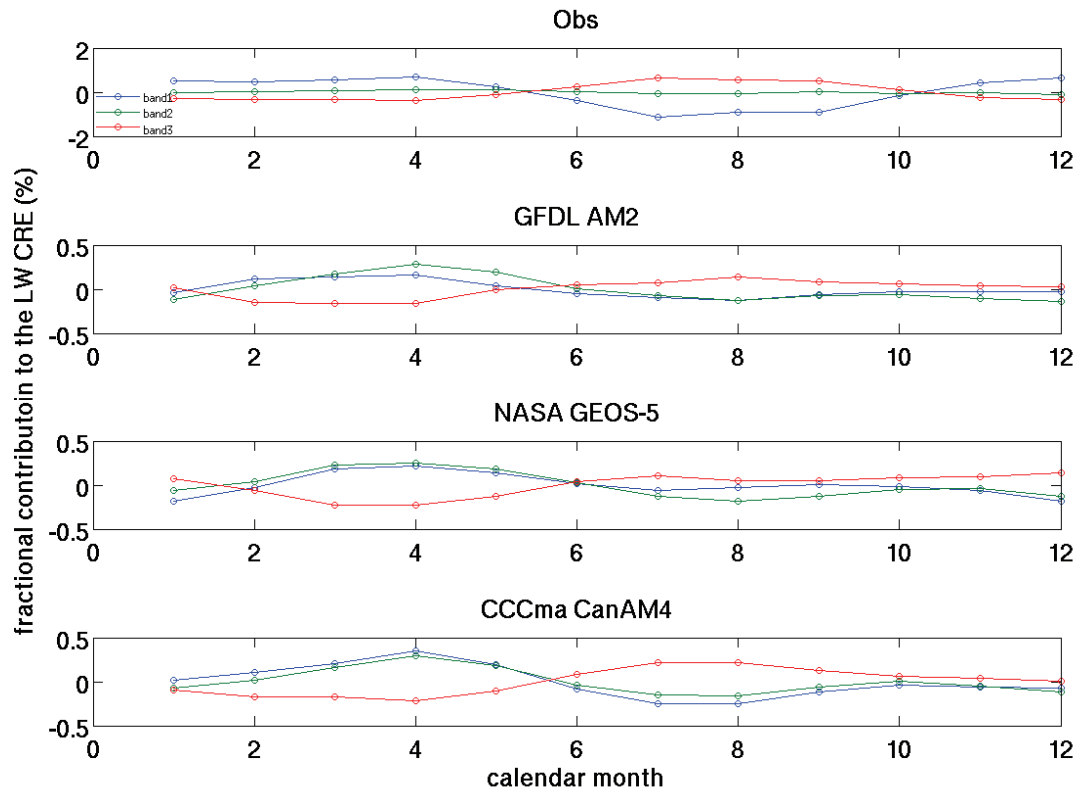 Obs
2
0
-2
band1
band2
band3
0 2 4 6 8 10 12
fractional contributoin to the LW CRE (%)
GFDL AM2
0.5
0
-0.5
0 2 4 6 8 10 12
NASA GEOS-5
0.5
0
-0.5
0 2 4 6 8 10 12
CCCma CanAM4
0.5
0
-0.5
0 2 4 6 8 10 12
calendar month